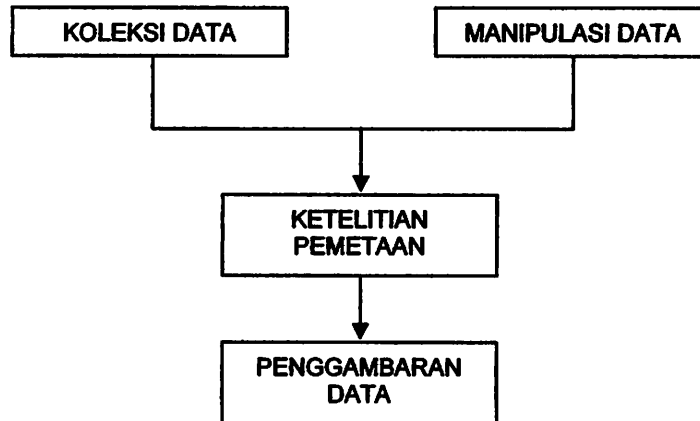 KOLEKSI DATA
MANIPULASI DATA
KETELITIAN
PEMETAAN
PENGGAMBARAN
DATA